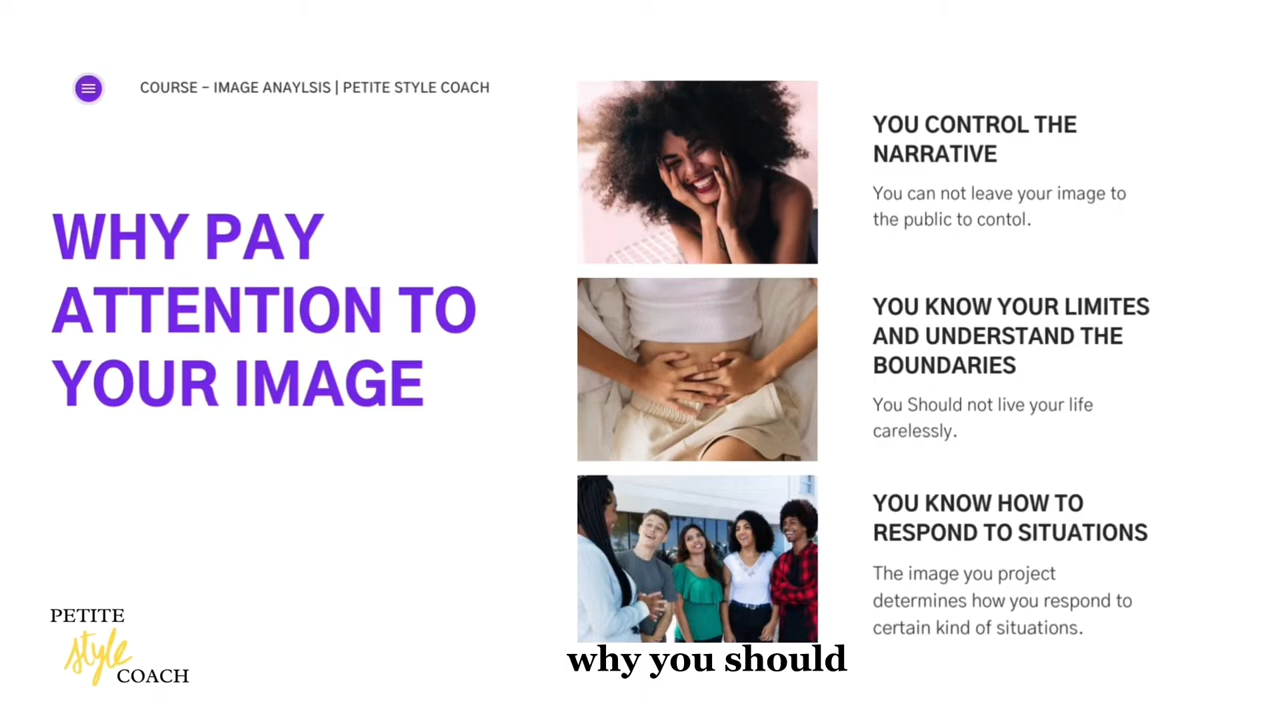 COURSE – IMAGE ANAYLSIS | PETITE STYLE COACH
WHY PAY
ATTENTION TO
YOUR IMAGE
YOU CONTROL THE
NARRATIVE
You can not leave your image to
the public to contol.
YOU KNOW YOUR LIMITES
AND UNDERSTAND THE
BOUNDARIES
You Should not live your life
carelessly.
YOU KNOW HOW TO
RESPOND TO SITUATIONS
The image you project
determines how you respond to
certain kind of situations.
PETITE
style
COACH
why you should